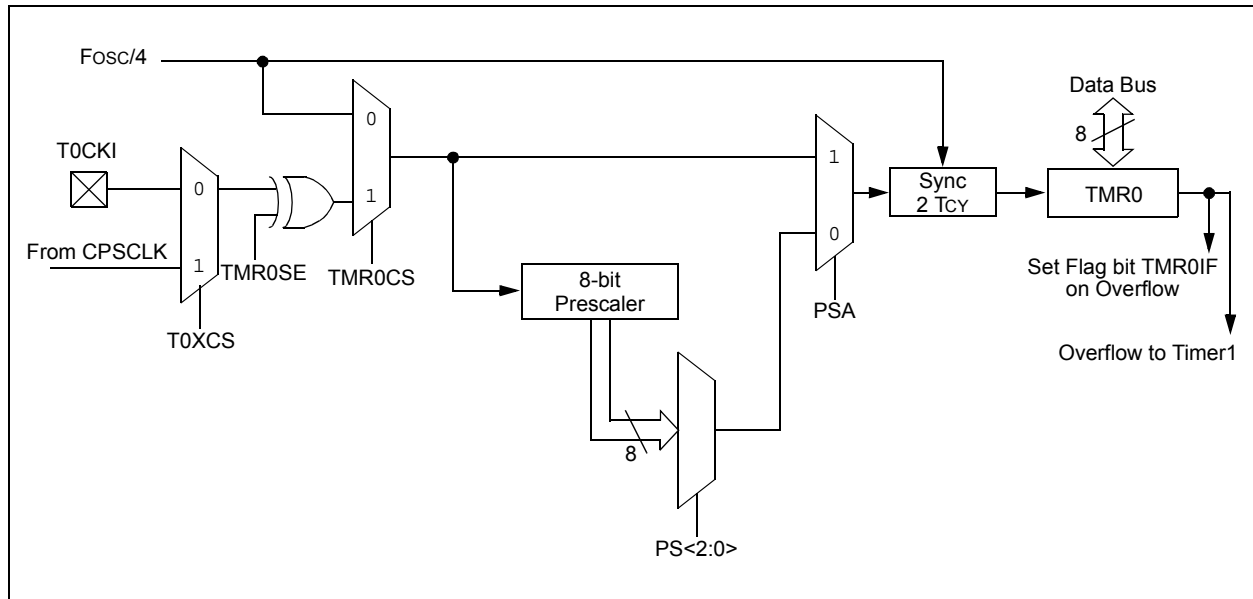 FOSC/4
Data Bus
8
T0CKI
0
1
0
1
0
1
From CPSCLK
TMR0SE
TMR0CS
T0XCS
8-bit
Prescaler
8
PS<2:0>
1
0
PSA
Sync
2 TCY
TMR0
Set Flag bit TMR0IF
on Overflow
Overflow to Timer1